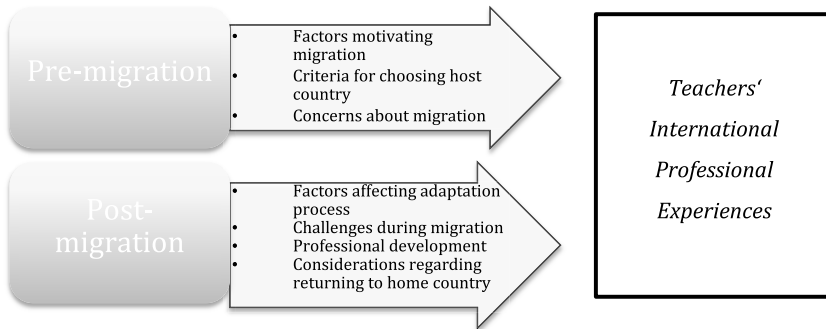 Pre-migration
• Factors motivating
migration
• Criteria for choosing host
country
• Concerns about migration
Post-
migration
• Factors affecting adaptation
process
• Challenges during migration
• Professional development
• Considerations regarding
returning to home country
Teachers‘
International
Professional
Experiences